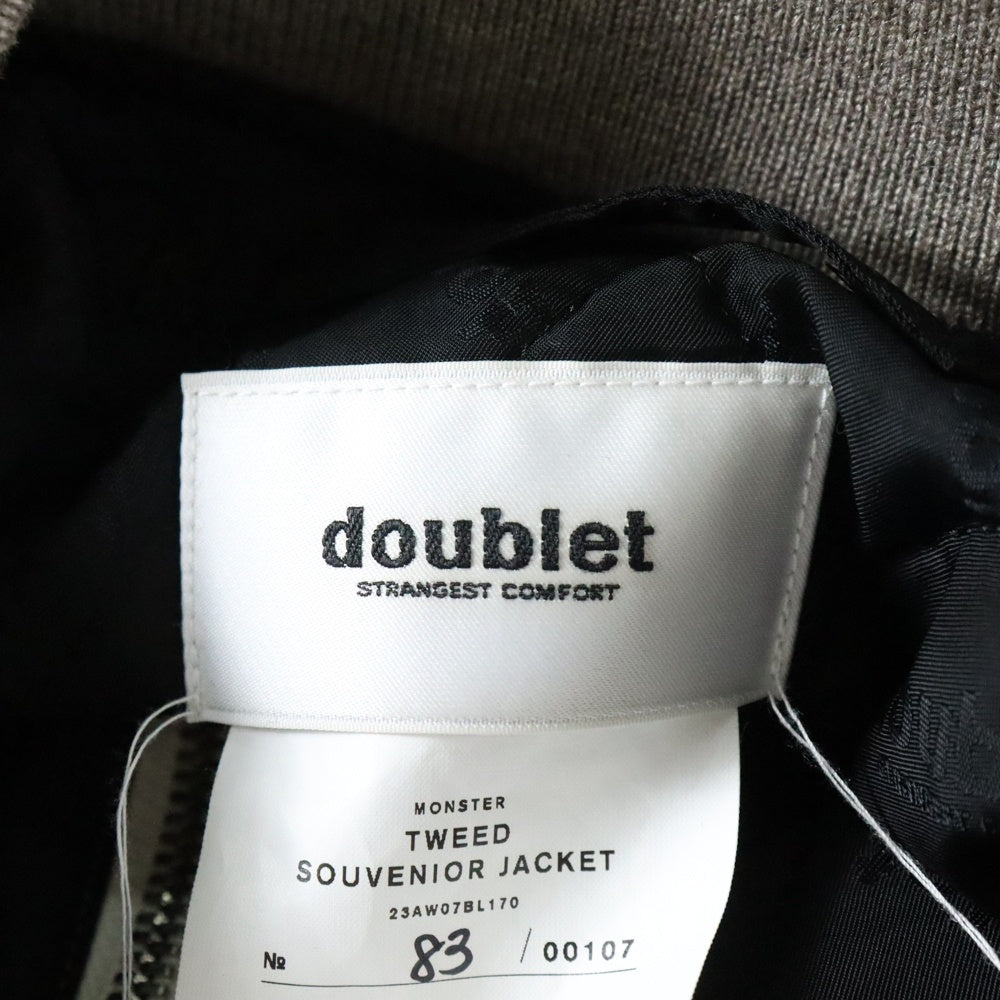 doublet
STRANGEST COMFORT
MONSTER
TWEED
SOUVENIOR JACKET
23AW07BL170
№ 83 / 00107